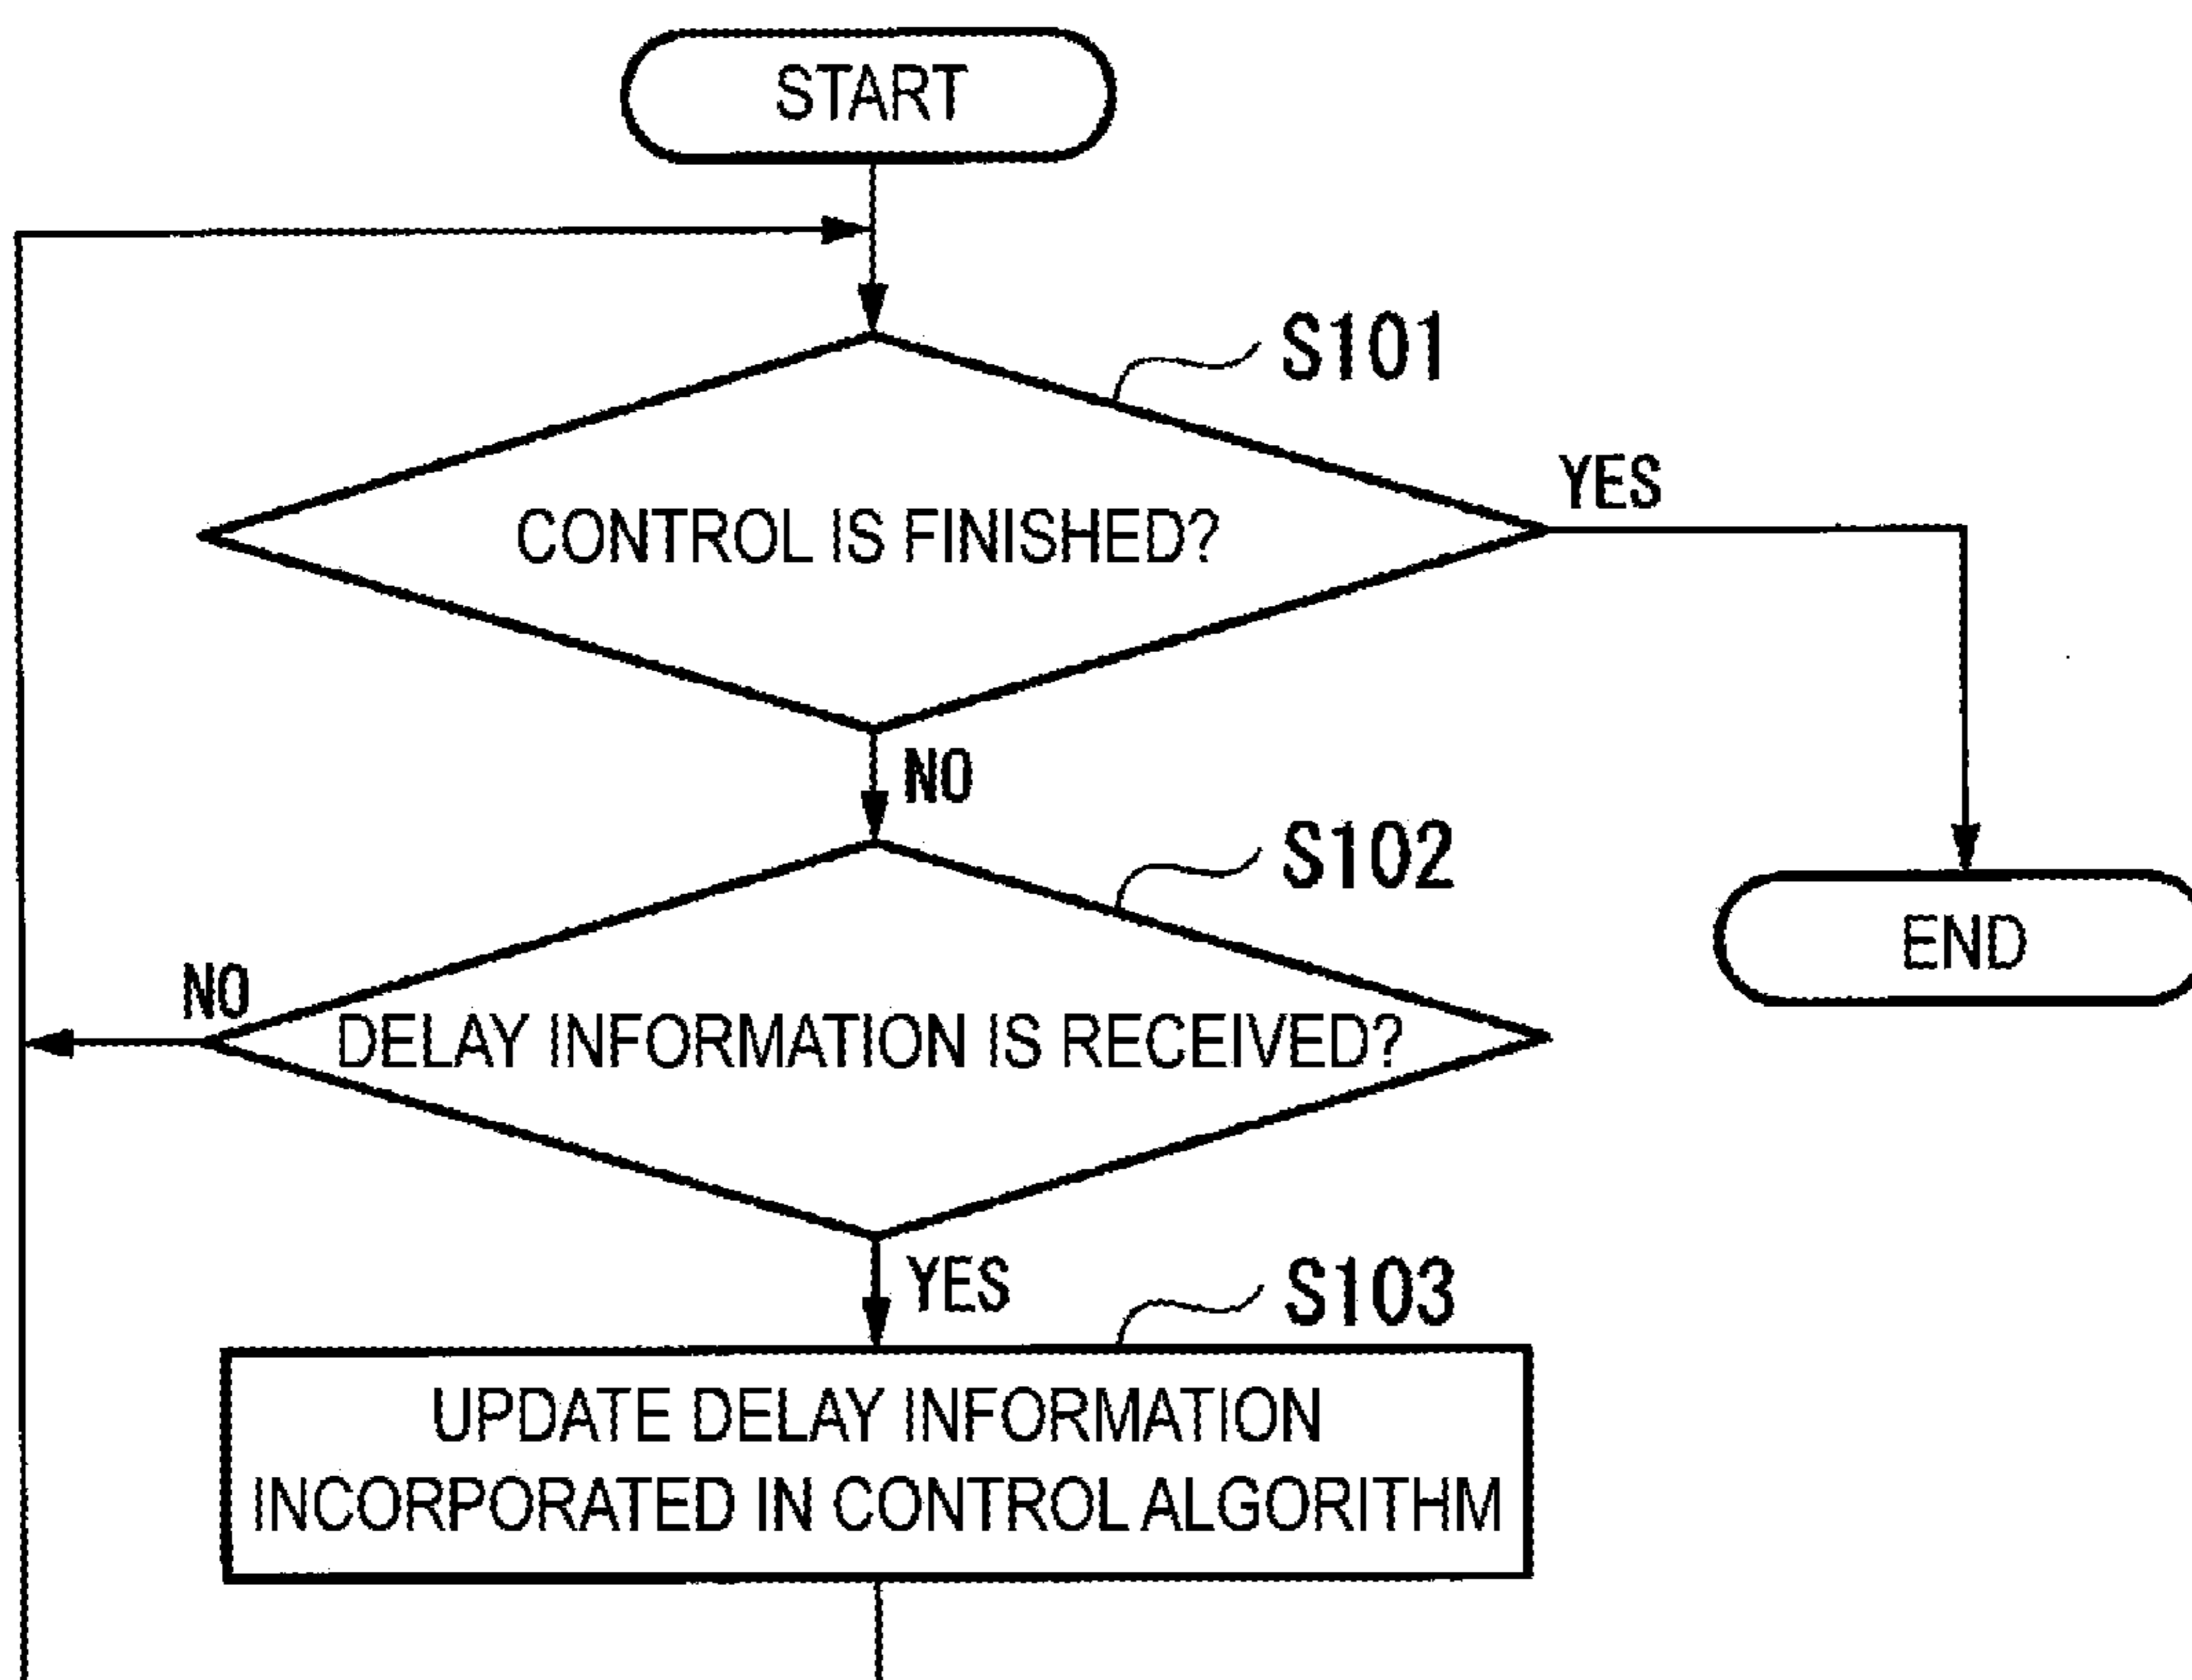 START
S101
YES
CONTROL IS FINISHED?
NO
S102
END
NO
DELAY INFORMATION IS RECEIVED?
YES
S103
UPDATE DELAY INFORMATION
INCORPORATED IN CONTROL ALGORITHM